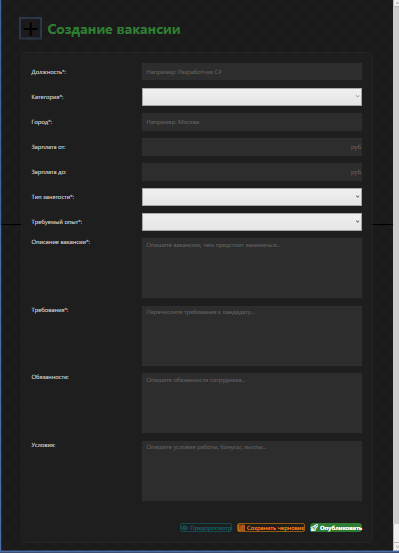 Создание вакансии
Должность*: Например: Разработчик C#
Категория*:
Город*: Например: Москва
Зарплата от: руб.
Зарплата до: руб.
Тип занятости*:
Требуемый опыт*:
Описание вакансии*: Опишите вакансию, чем предстоит заниматься...
Требования*: Перечислите требования к кандидату...
Обязанности: Опишите обязанности сотрудника...
Условия: Опишите условия работы, бонусы, льготы...
Предпросмотр Сохранить черновик Опубликовать